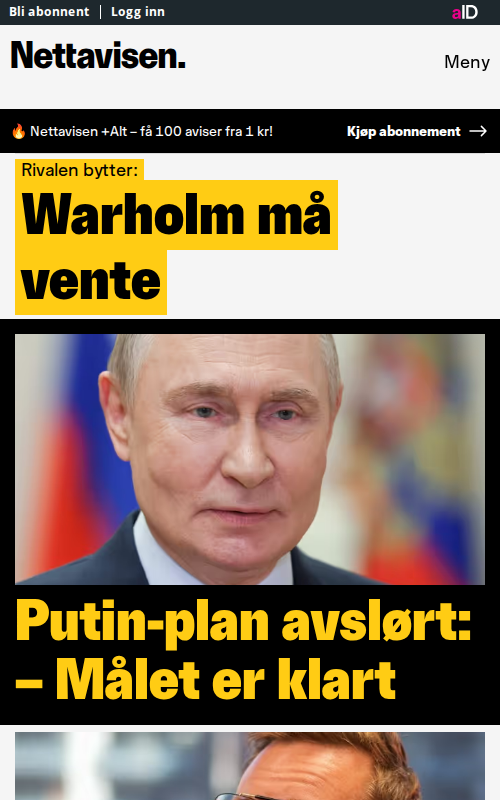 Bli abonnent | Logg inn
aID
Nettavisen.
Meny
🔥 Nettavisen +Alt – få 100 aviser fra 1 kr!
Kjøp abonnement →
Rivalen bytter:
Warholm må
vente
Putin-plan avslørt:
– Målet er klart